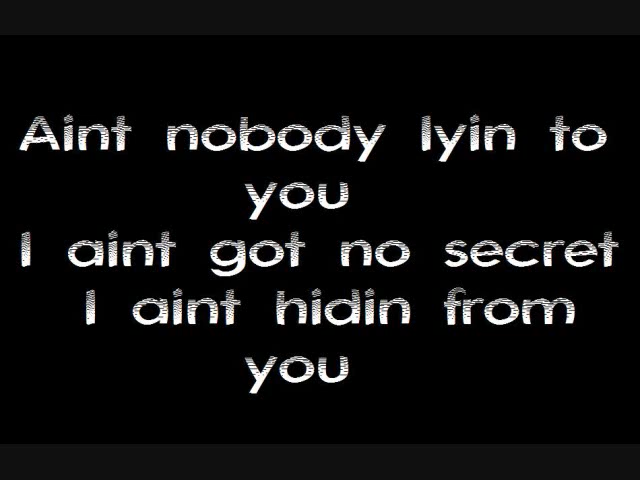 Aint nobody lyin to
you
I aint got no secret
I aint hidin from
you